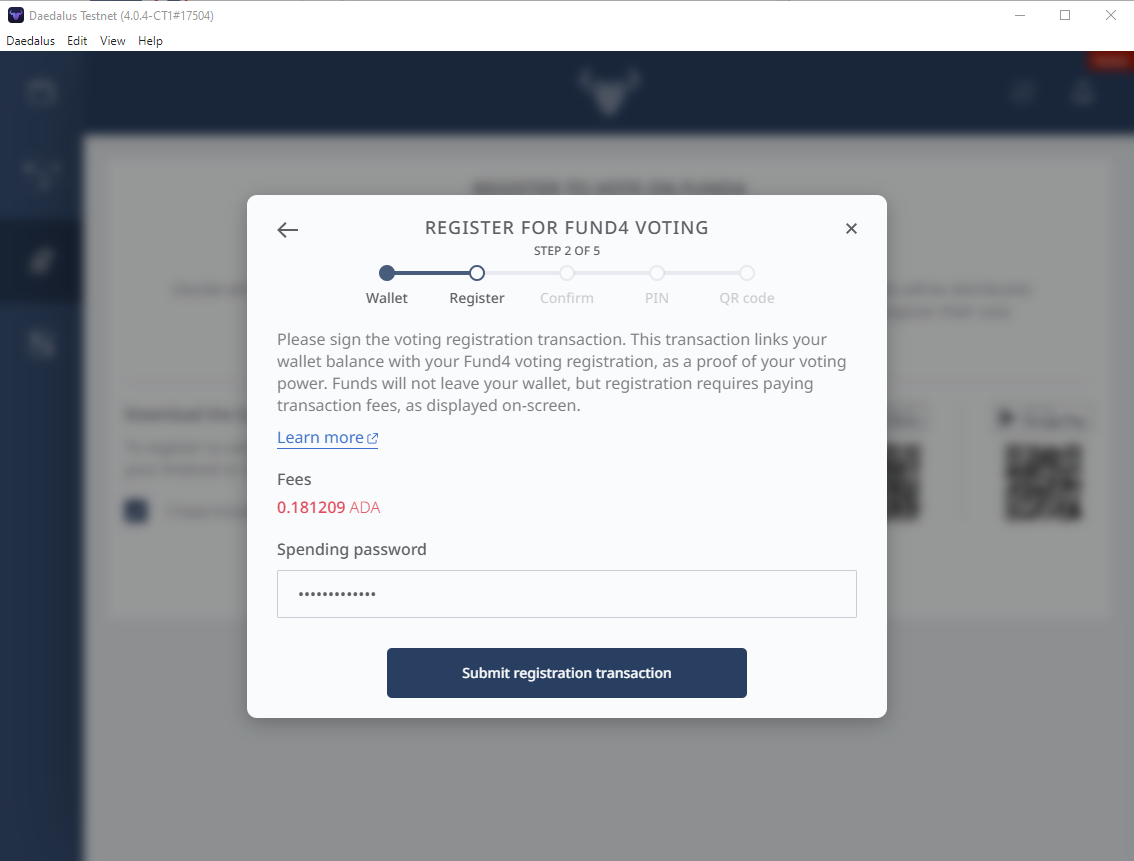 Daedalus Testnet (4.0.4-CT1#17504)
Daedalus Edit View Help
REGISTER FOR FUND4 VOTING
STEP 2 OF 5
Wallet Register Confirm PIN QR code
Please sign the voting registration transaction. This transaction links your
wallet balance with your Fund4 voting registration, as a proof of your voting
power. Funds will not leave your wallet, but registration requires paying
transaction fees, as displayed on-screen.
Learn more
Fees
0.181209 ADA
Spending password
•••••••••••••
Submit registration transaction